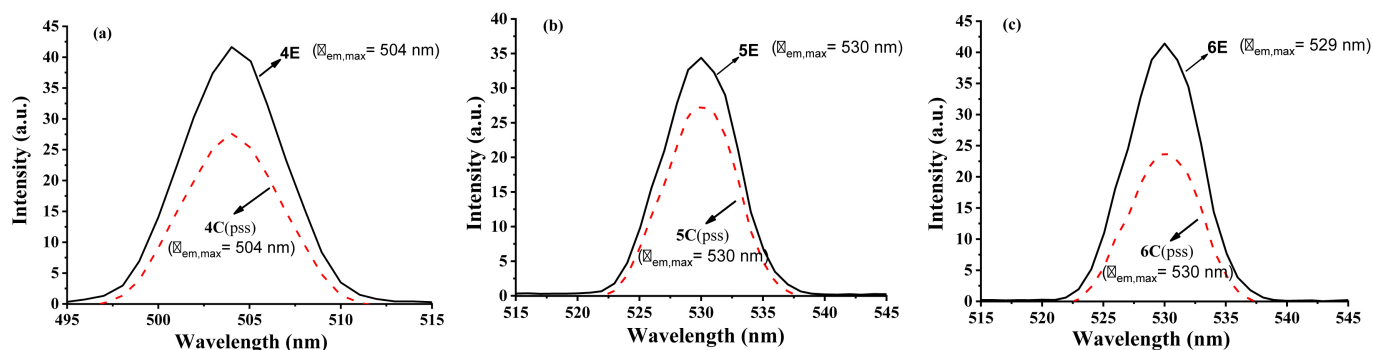 (a)
4E (em,max= 504 nm)
4C(pss)
(em,max= 504 nm)
Intensity (a.u.)
45
40
35
30
25
20
15
10
5
0
495 500 505 510 515
Wavelength (nm)
(b)
5E (em,max= 530 nm)
5C(pss)
(em,max= 530 nm)
Intensity (a.u.)
40
35
30
25
20
15
10
5
0
515 520 525 530 535 540 545
Wavelength (nm)
(c)
6E (em,max= 529 nm)
6C(pss)
(em,max= 530 nm)
Intensity (a.u.)
45
40
35
30
25
20
15
10
5
0
515 520 525 530 535 540 545
Wavelength (nm)